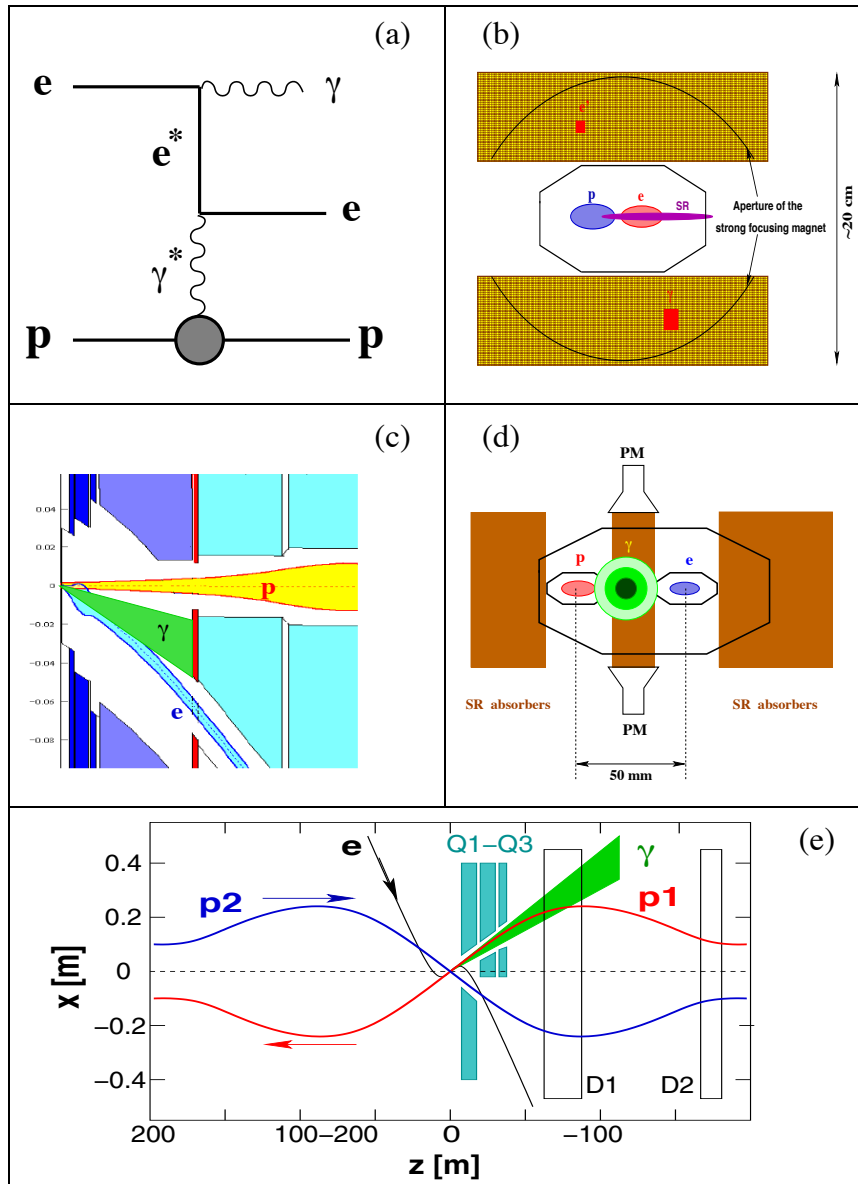 (a)
e
γ
e*
e
γ*
p
p
(b)
e'
p
e
SR
Aperture of the
strong focusing magnet
γ
~20 cm
(c)
0.04
0.02
0
−0.02
−0.04
−0.06
−0.08
p
γ
e
(d)
PM
p
γ
e
SR absorbers
SR absorbers
PM
50 mm
(e)
e
Q1−Q3
γ
p2
p1
0.4
0.2
0
−0.2
−0.4
x [m]
D1
D2
200
100
−200
0
−100
z [m]